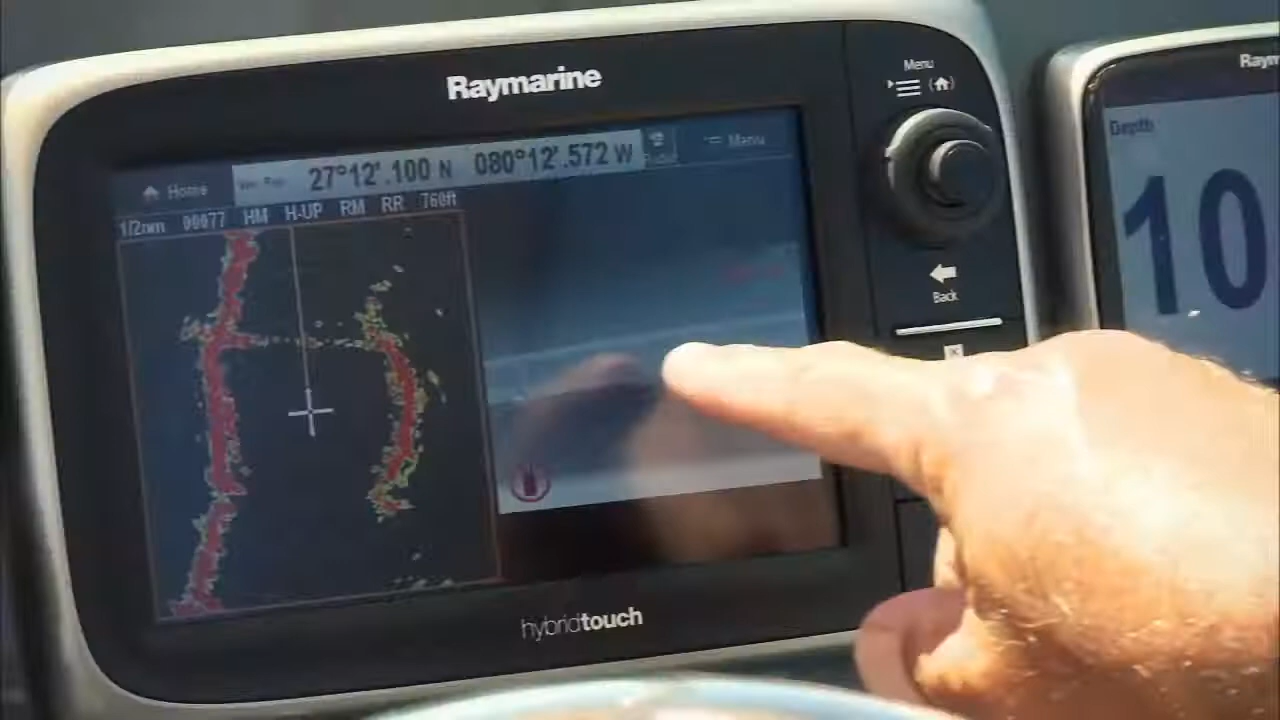 Raymarine
Menu
Home
27°12'.100 N 080°12'.572 W
Menu
1/2nm 00077 HM H-UP RM RR 760ft
Back
hybridtouch
Depth
10